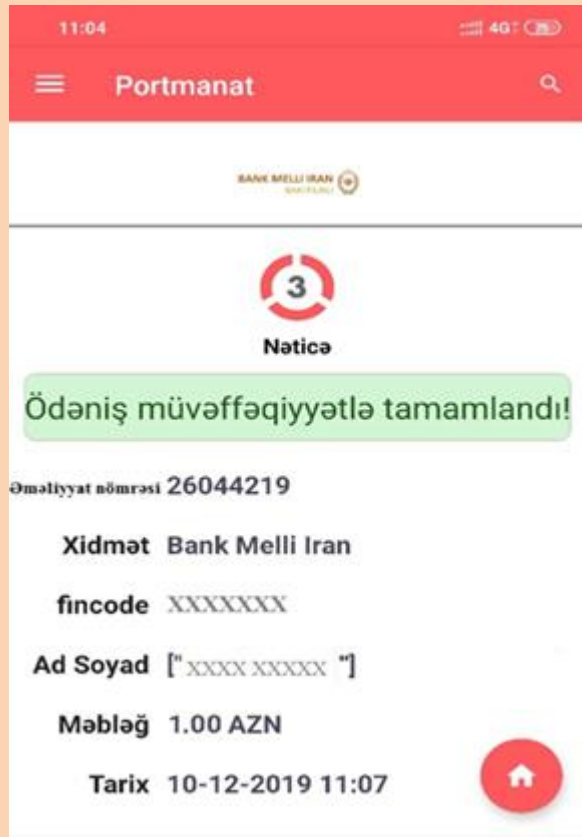 11:04
4G
Portmanat
BANK MELLI IRAN
3
Nəticə
Ödəniş müvəffəqiyyətlə tamamlandı!
Əməliyyat nömrəsi 26044219
Xidmət Bank Melli Iran
fincode XXXXXXX
Ad Soyad ["XXXX XXXXX "]
Məbləğ 1.00 AZN
Tarix 10-12-2019 11:07